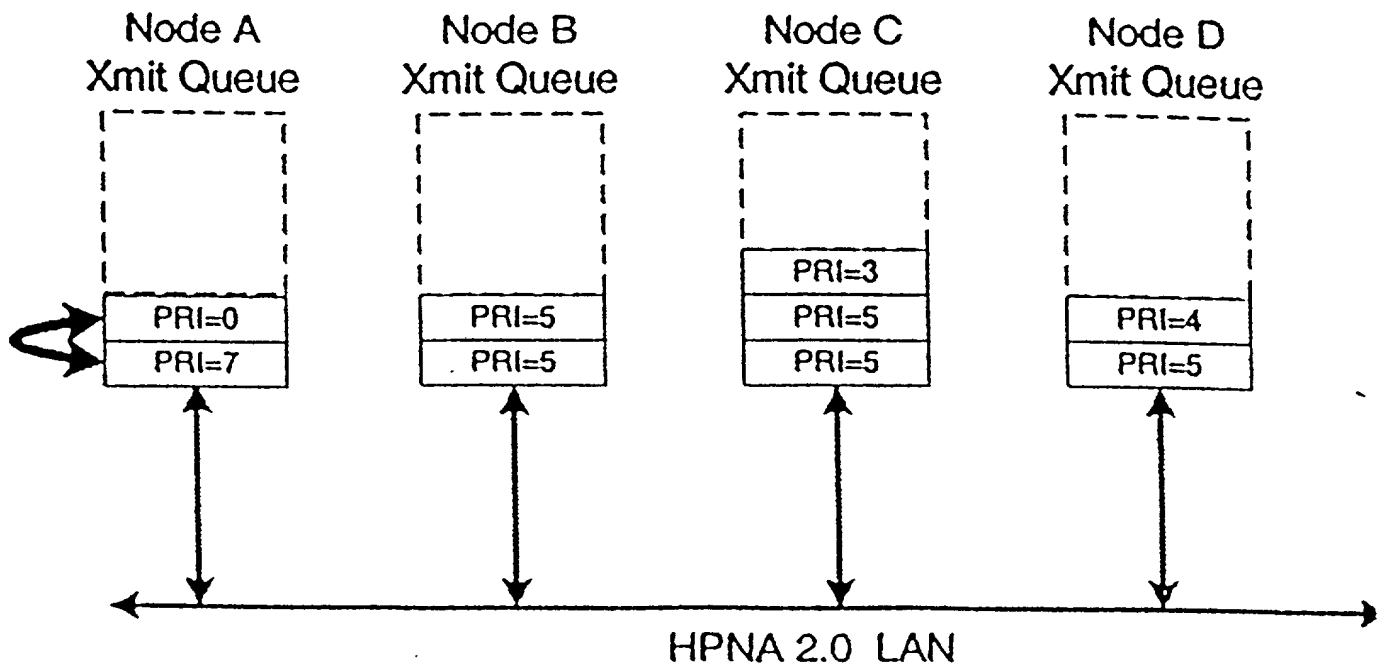 Node A
Xmit Queue
Node B
Xmit Queue
Node C
Xmit Queue
Node D
Xmit Queue
PRI=0
PRI=7
PRI=5
PRI=5
PRI=3
PRI=5
PRI=5
PRI=4
PRI=5
HPNA 2.0 LAN